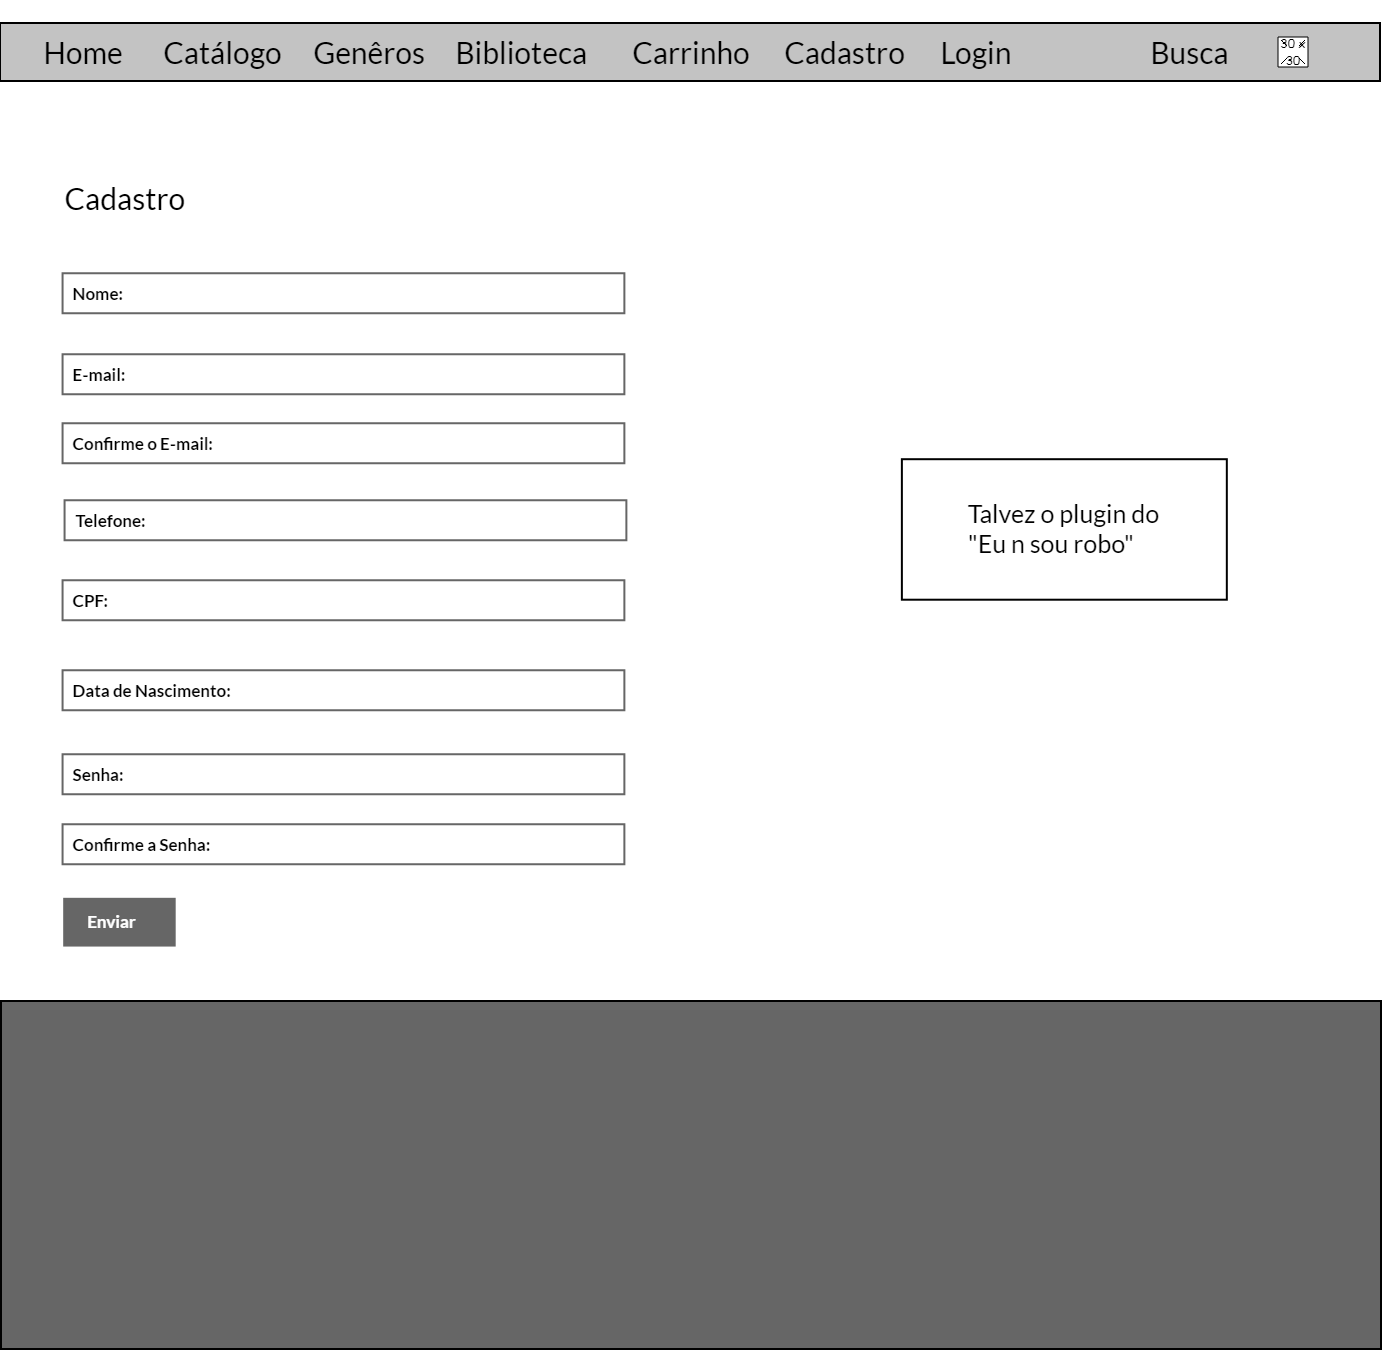 Home Catálogo Genêros Biblioteca Carrinho Cadastro Login Busca 30 x 30
Cadastro
Nome:
E-mail:
Confirme o E-mail:
Telefone:
CPF:
Data de Nascimento:
Senha:
Confirme a Senha:
Enviar
Talvez o plugin do
"Eu n sou robo"